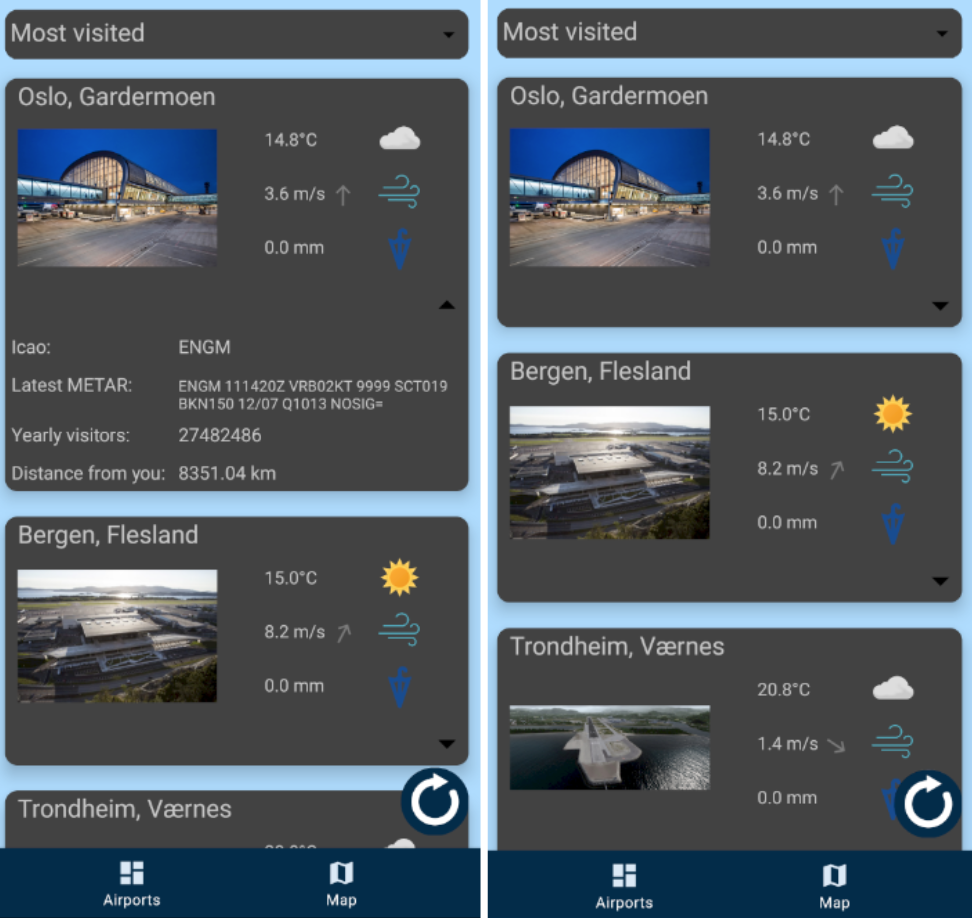 Most visited
Oslo, Gardermoen
14.8°C
3.6 m/s
0.0 mm
Icao: ENGM
Latest METAR: ENGM 111420Z VRB02KT 9999 SCT019
BKN150 12/07 Q1013 NOSIG=
Yearly visitors: 27482486
Distance from you: 8351.04 km
Bergen, Flesland
15.0°C
8.2 m/s
0.0 mm
Trondheim, Værnes
Airports
Map
Most visited
Oslo, Gardermoen
14.8°C
3.6 m/s
0.0 mm
Bergen, Flesland
15.0°C
8.2 m/s
0.0 mm
Trondheim, Værnes
20.8°C
1.4 m/s
0.0 mm
Airports
Map